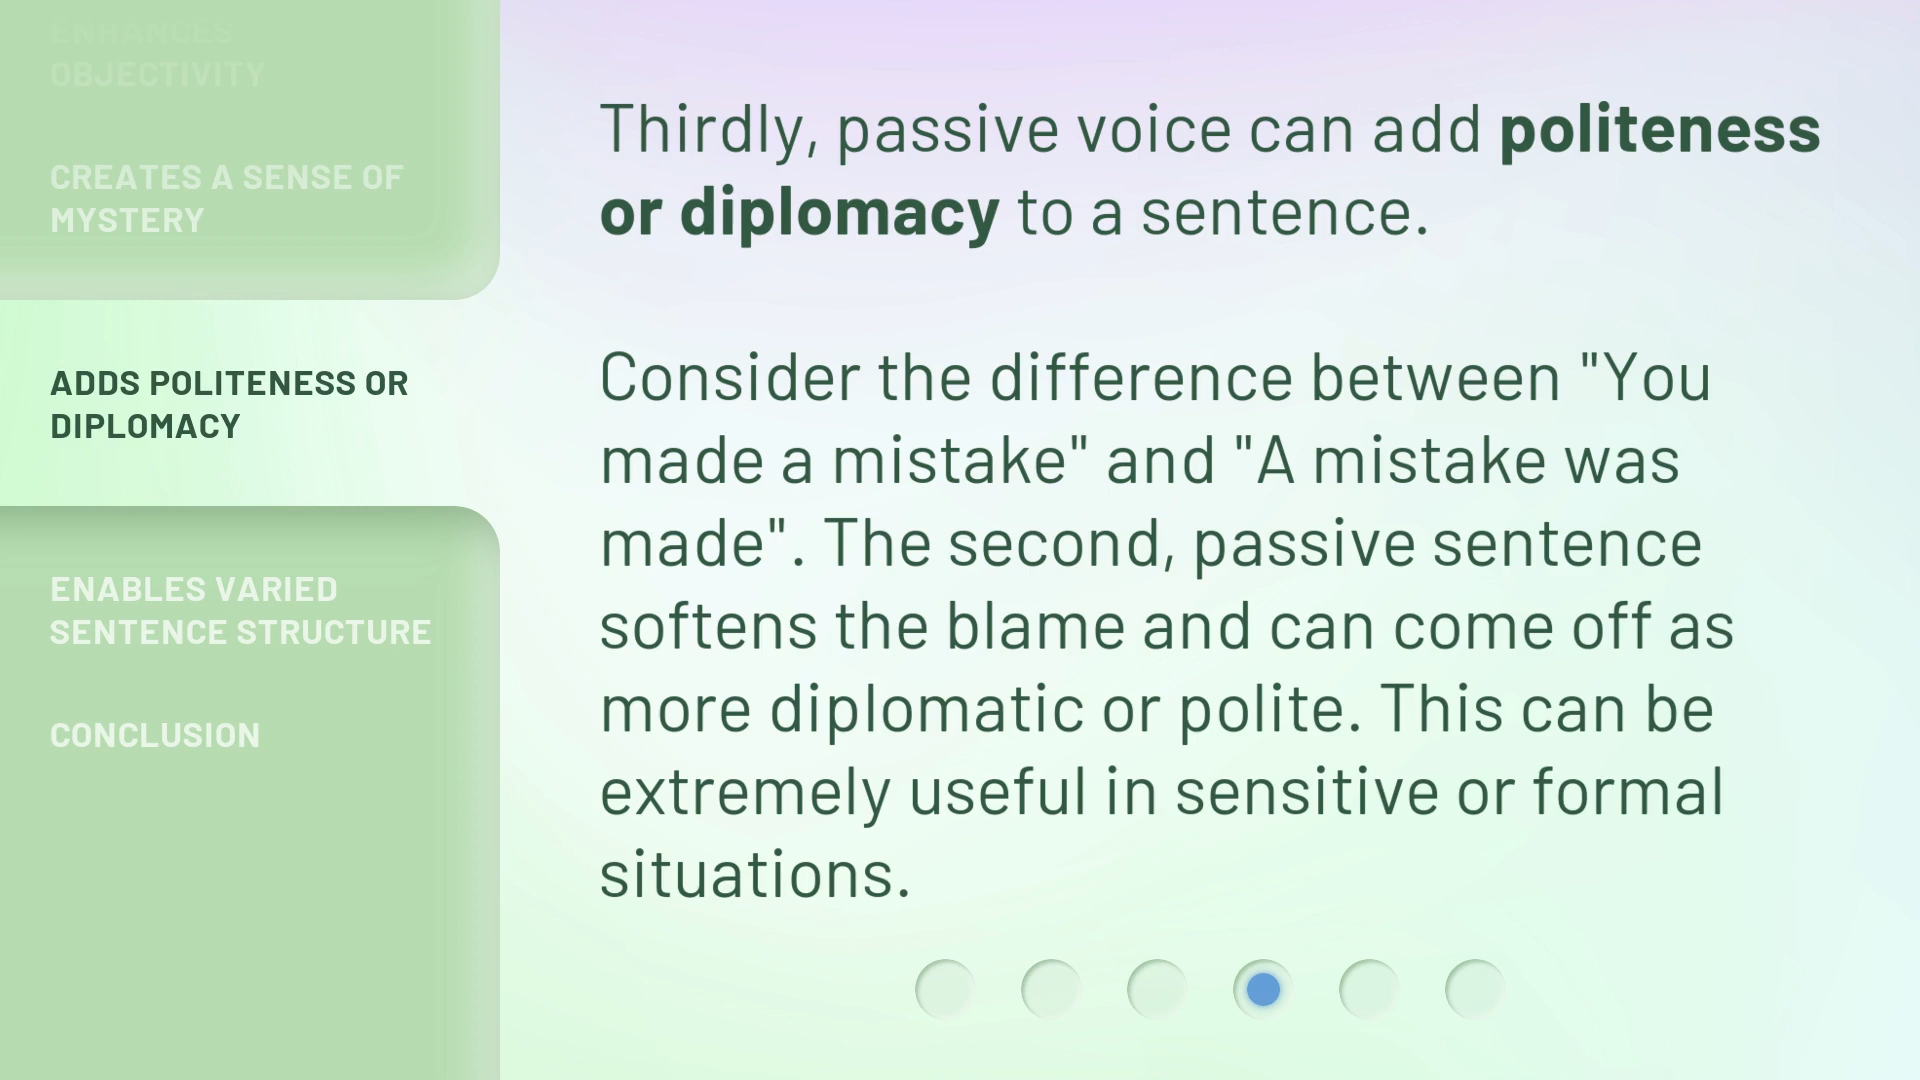 ENHANCES
OBJECTIVITY
CREATES A SENSE OF
MYSTERY
ADDS POLITENESS OR
DIPLOMACY
ENABLES VARIED
SENTENCE STRUCTURE
CONCLUSION
Thirdly, passive voice can add politeness
or diplomacy to a sentence.
Consider the difference between "You
made a mistake" and "A mistake was
made". The second, passive sentence
softens the blame and can come off as
more diplomatic or polite. This can be
extremely useful in sensitive or formal
situations.